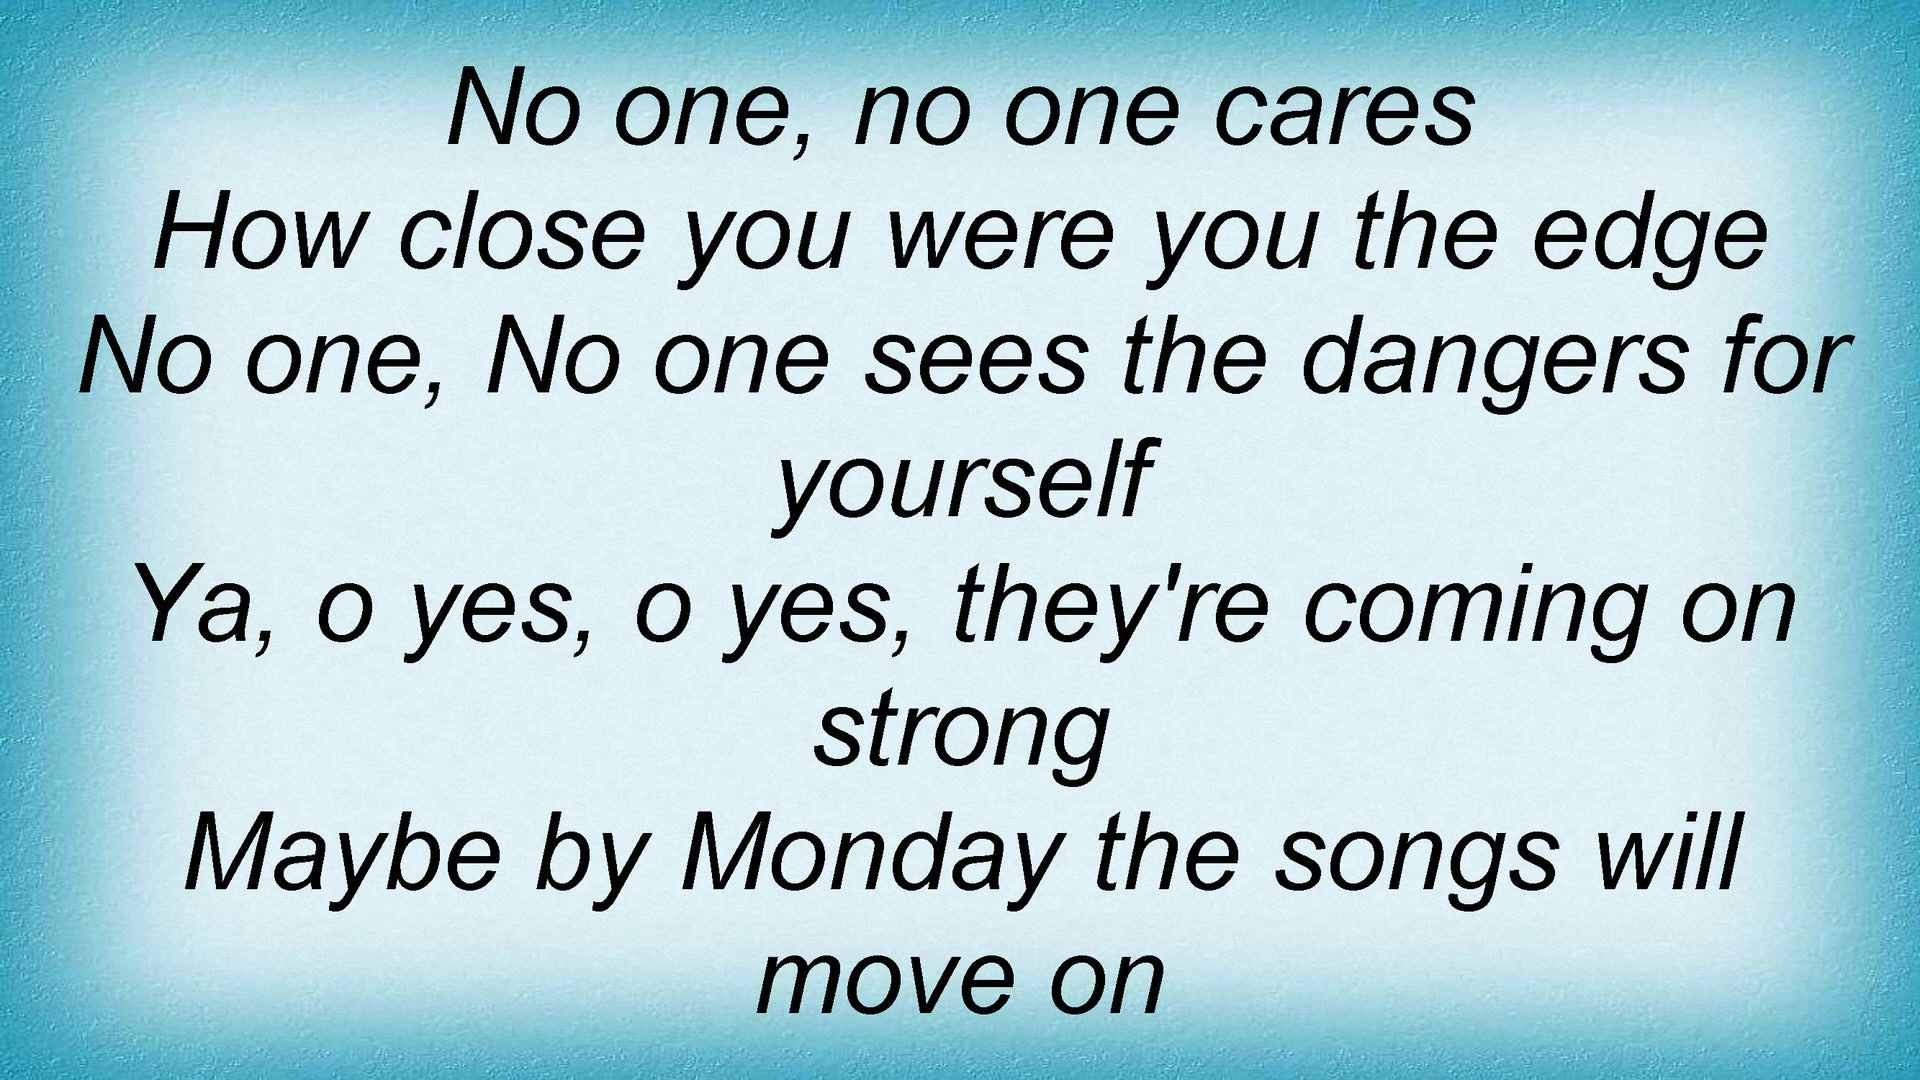 No one, no one cares
How close you were you the edge
No one, No one sees the dangers for
yourself
Ya, o yes, o yes, they're coming on
strong
Maybe by Monday the songs will
move on